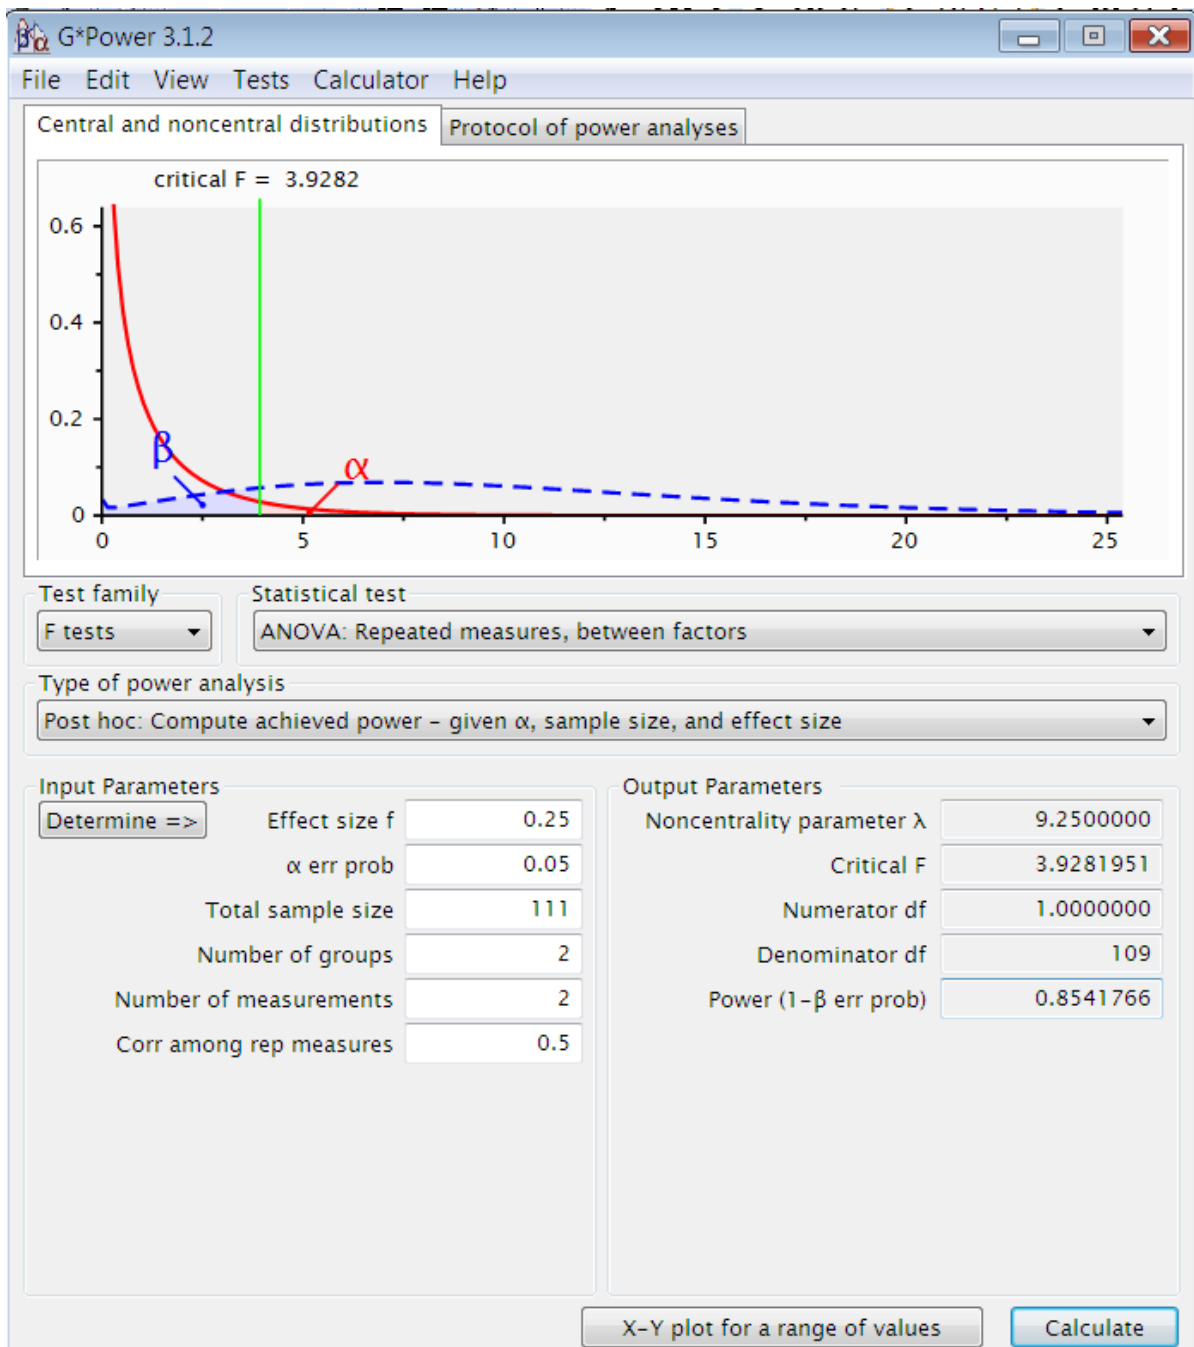 G*Power 3.1.2
File Edit View Tests Calculator Help
Central and noncentral distributions Protocol of power analyses
critical F = 3.9282
0.6
0.4
0.2
0
β
α
0 5 10 15 20 25
Test family Statistical test
F tests ANOVA: Repeated measures, between factors
Type of power analysis
Post hoc: Compute achieved power – given α, sample size, and effect size
Input Parameters Output Parameters
Determine => Effect size f 0.25 Noncentrality parameter λ 9.2500000
α err prob 0.05 Critical F 3.9281951
Total sample size 111 Numerator df 1.0000000
Number of groups 2 Denominator df 109
Number of measurements 2 Power (1–β err prob) 0.8541766
Corr among rep measures 0.5
X–Y plot for a range of values Calculate